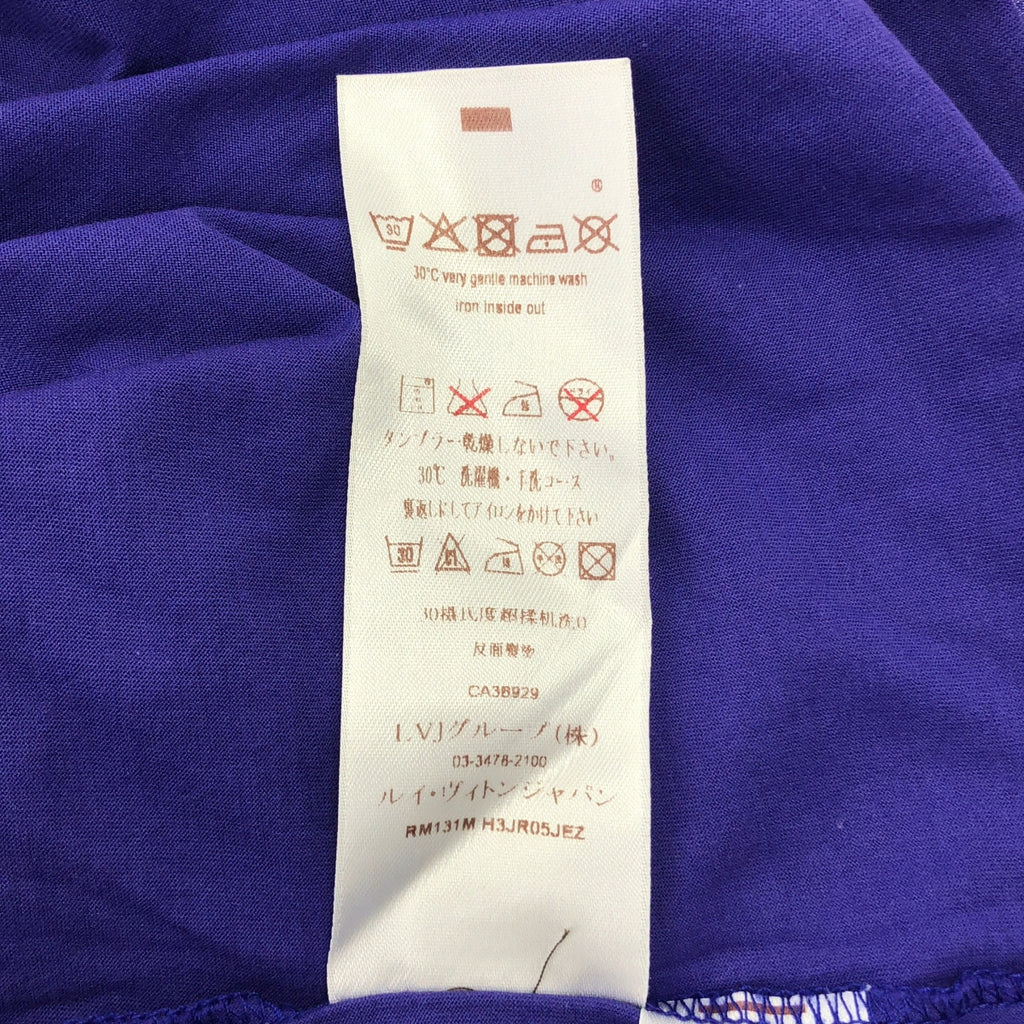 30
30°C very gentle machine wash
iron inside out
タンブラー乾燥しないで下さい。
30℃ 洗濯機・手洗コース
裏返しドしてアイロンをかけて下さい
30
反面
CA38929
LVJグループ(株)
03-3478-2100
ルイ・ヴィトンジャパン
RM131M H3JR05JEZ